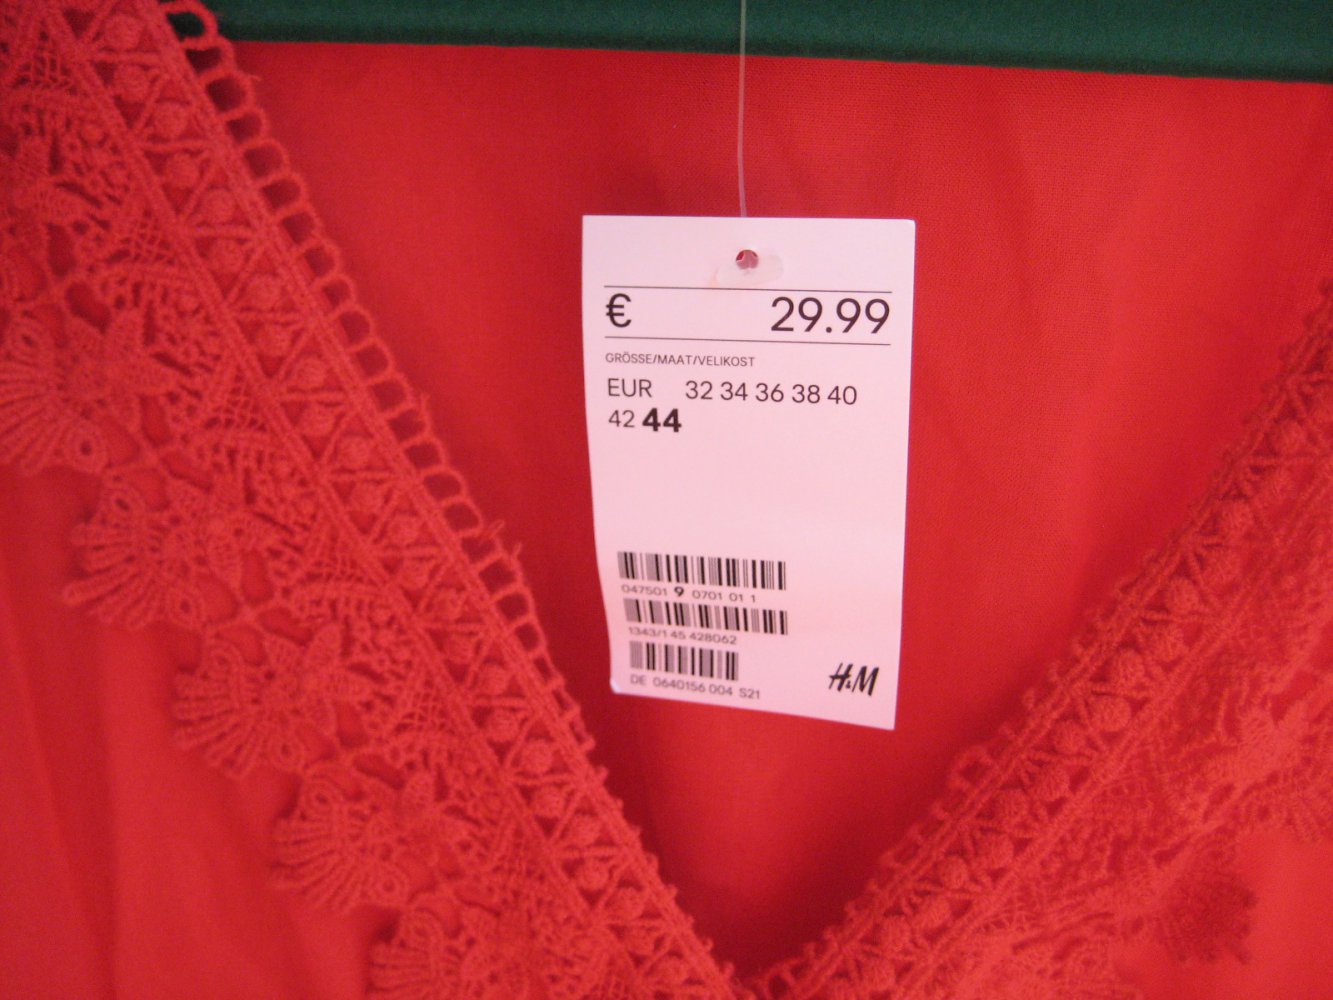 € 29.99
GRÖSSE/MAAT/VELIKOST
EUR 32 34 36 38 40
42 44
047501 9 0701 01 1
1343/1 45 428062
DE 0640156 004 S21
H&M